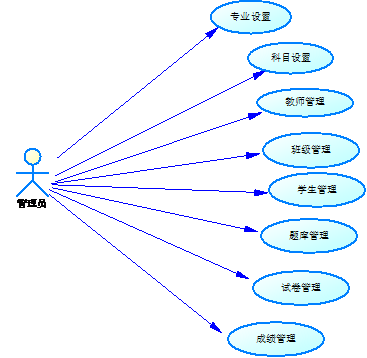 专业设置
科目设置
教师管理
班级管理
学生管理
管理员
题库管理
试卷管理
成绩管理